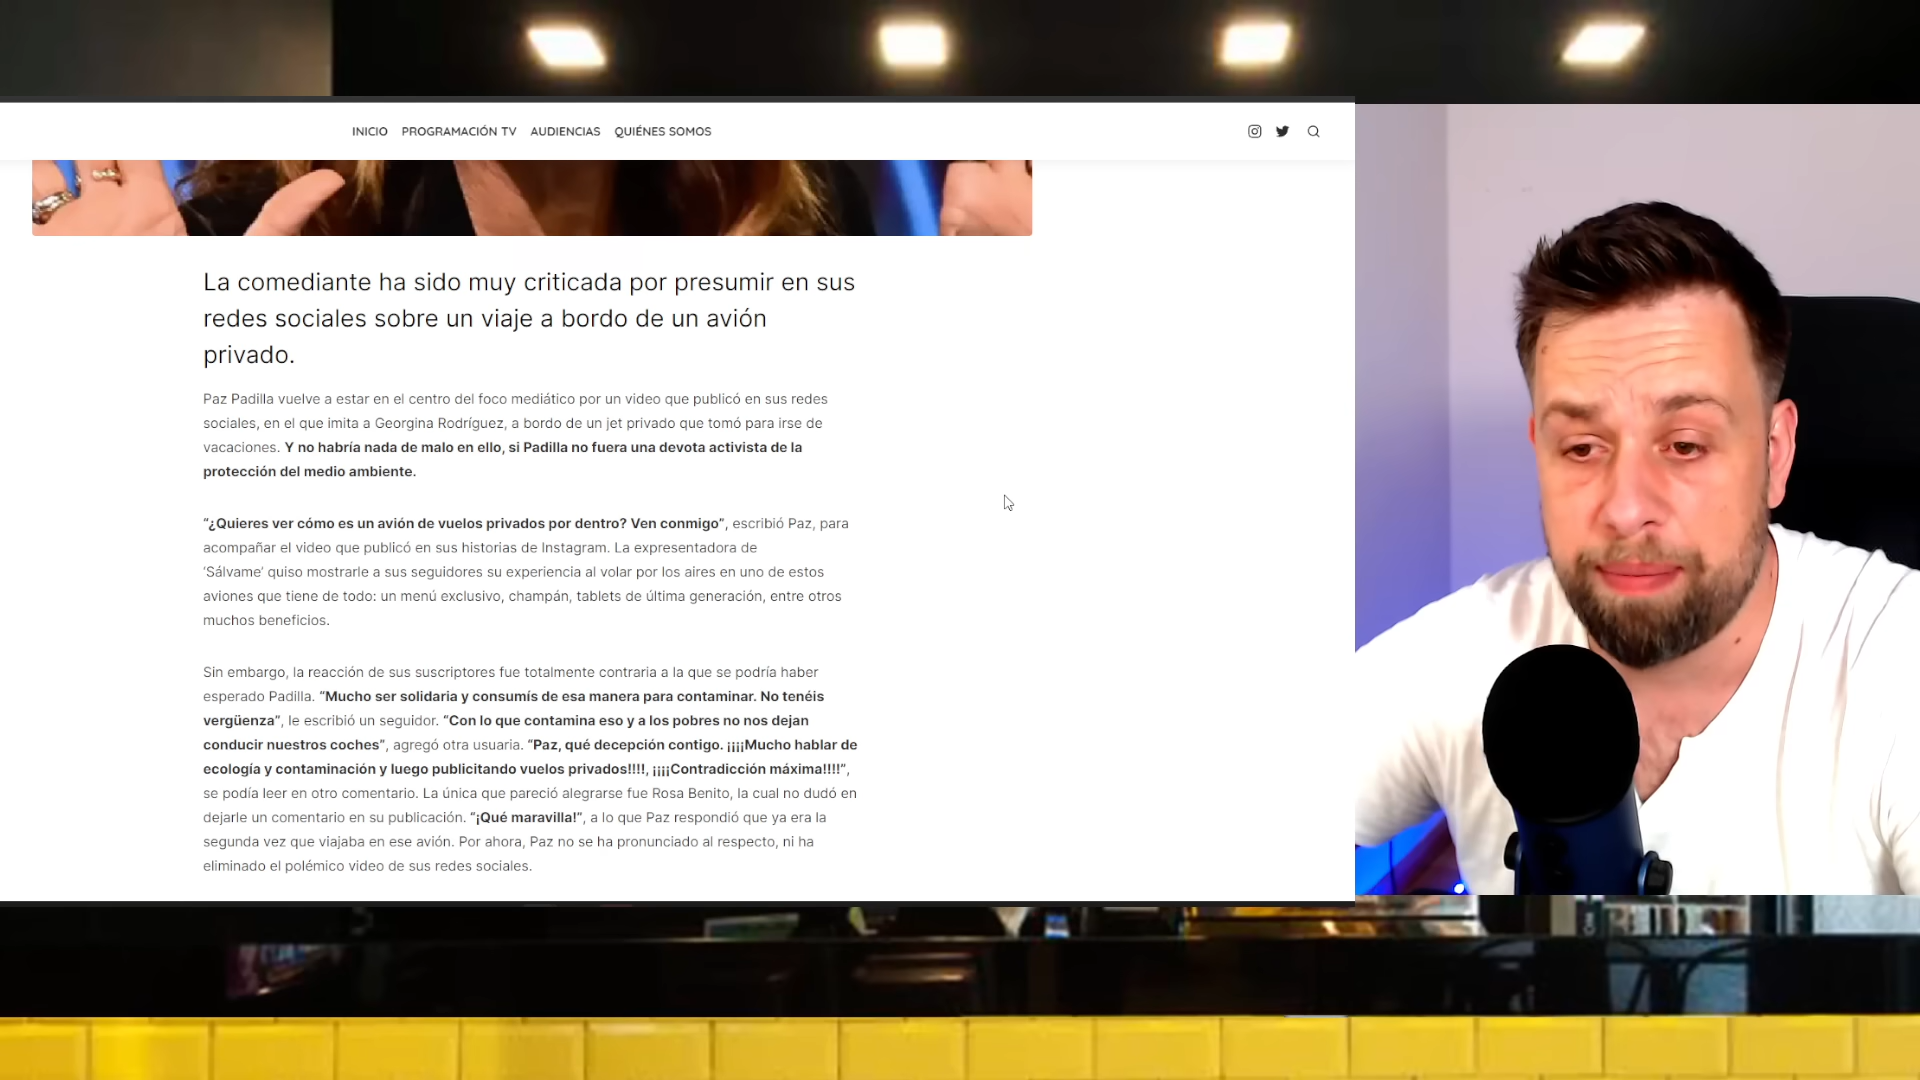 INICIO PROGRAMACIÓN TV AUDIENCIAS QUIÉNES SOMOS
La comediante ha sido muy criticada por presumir en sus
redes sociales sobre un viaje a bordo de un avión
privado.
Paz Padilla vuelve a estar en el centro del foco mediático por un video que publicó en sus redes
sociales, en el que imita a Georgina Rodríguez, a bordo de un jet privado que tomó para irse de
vacaciones. Y no habría nada de malo en ello, si Padilla no fuera una devota activista de la
protección del medio ambiente.
“¿Quieres ver cómo es un avión de vuelos privados por dentro? Ven conmigo”, escribió Paz, para
acompañar el video que publicó en sus historias de Instagram. La expresentadora de
‘Sálvame’ quiso mostrarle a sus seguidores su experiencia al volar por los aires en uno de estos
aviones que tiene de todo: un menú exclusivo, champán, tablets de última generación, entre otros
muchos beneficios.
Sin embargo, la reacción de sus suscriptores fue totalmente contraria a la que se podría haber
esperado Padilla. “Mucho ser solidaria y consumís de esa manera para contaminar. No tenéis
vergüenza”, le escribió un seguidor. “Con lo que contamina eso y a los pobres no nos dejan
conducir nuestros coches”, agregó otra usuaria. “Paz, qué decepción contigo. ¡¡¡¡Mucho hablar de
ecología y contaminación y luego publicitando vuelos privados!!!!, ¡¡¡¡Contradicción máxima!!!!”,
se podía leer en otro comentario. La única que pareció alegrarse fue Rosa Benito, la cual no dudó en
dejarle un comentario en su publicación. “¡Qué maravilla!”, a lo que Paz respondió que ya era la
segunda vez que viajaba en ese avión. Por ahora, Paz no se ha pronunciado al respecto, ni ha
eliminado el polémico video de sus redes sociales.